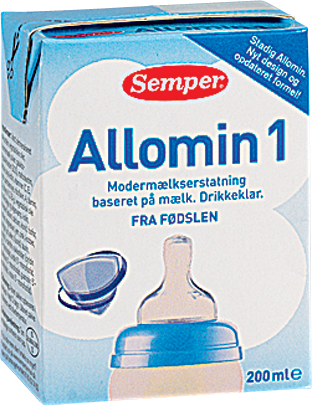 Semper.
Stadig Allomin.
Nyt design og
opdateret formel!
Allomin 1
Modermælkserstatning
baseret på mælk. Drikkeklar.
FRA FØDSLEN
200 ml e